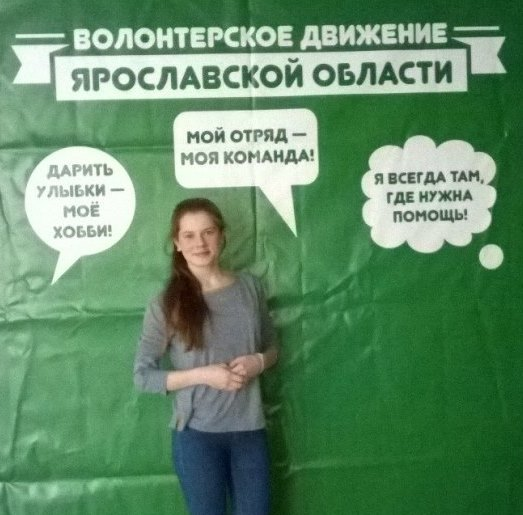 ВОЛОНТЕРСКОЕ ДВИЖЕНИЕ
ЯРОСЛАВСКОЙ ОБЛАСТИ
МОЙ ОТРЯД —
МОЯ КОМАНДА!
ДАРИТЬ
УЛЫБКИ —
МОЁ
ХОББИ!
Я ВСЕГДА ТАМ,
ГДЕ НУЖНА
ПОМОЩЬ!